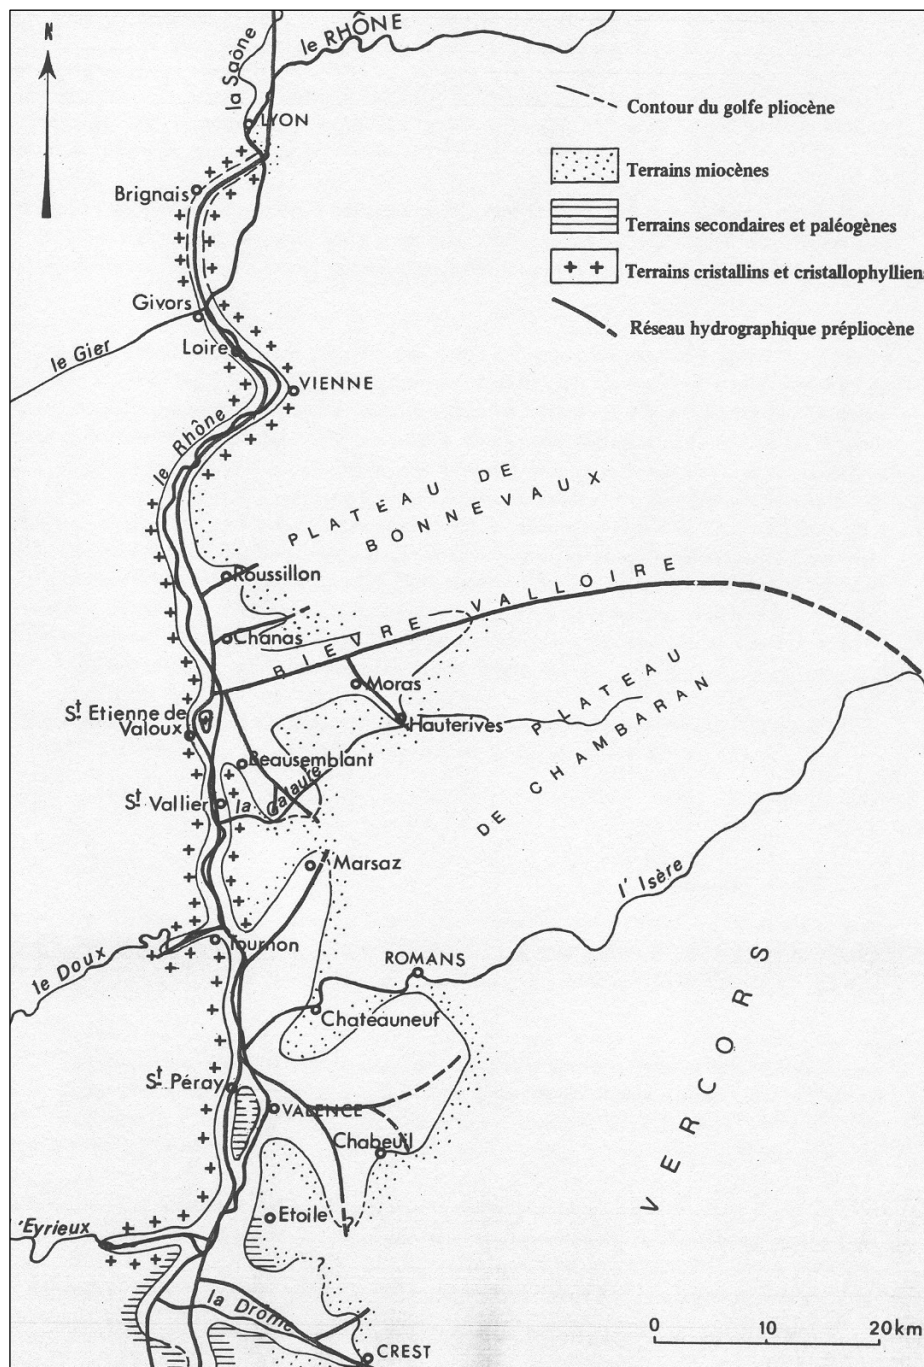 N
la Saône
le RHÔNE
LYON
Contour du golfe pliocène
Terrains miocènes
Brignais
Terrains secondaires et paléogènes
Terrains cristallins et cristallophylliens
Givors
Réseau hydrographique prépliocène
le Gier
Loire
VIENNE
le Rhône
PLATEAU DE
BONNEVAUX
Roussillon
BIEVRE VALLOIRE
Chanas
Moras
PLATEAU
DE CHAMBARAN
St Etienne de
Valoux
Hauterives
Beausemblant
St Vallier
la Galaure
Marsaz
l'Isère
Tournon
le Doux
ROMANS
Chateauneuf
VERCORS
St Péray
VALENCE
Chabeuil
?
Etoile
'Eyrieux
?
la Drôme
0 10 20 km
CREST